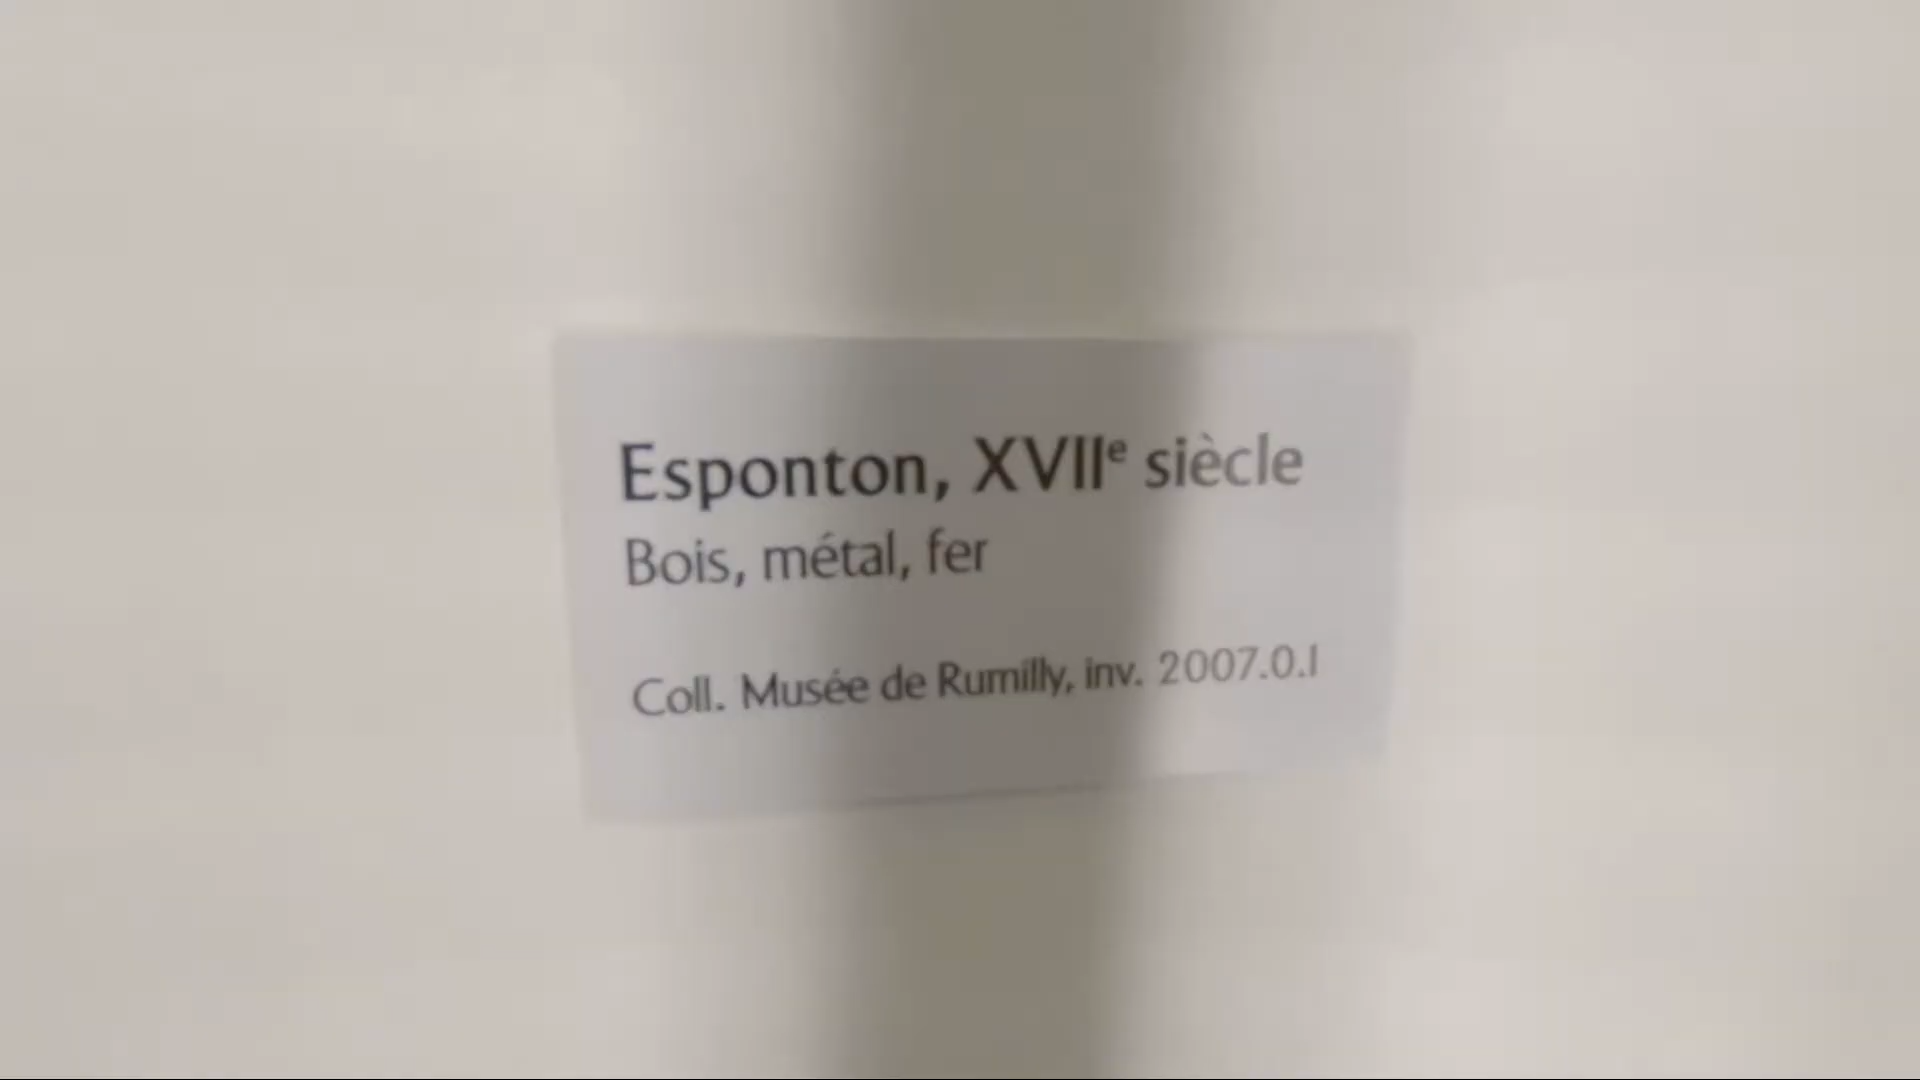 Esponton, XVIIe siècle
Bois, métal, fer
Coll. Musée de Rumilly, inv. 2007.0.1